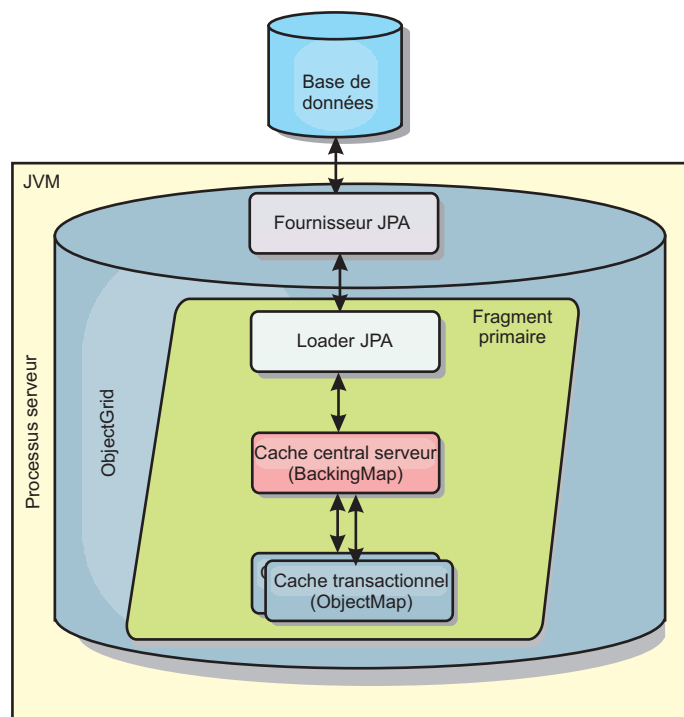 Base de
données
JVM
Fournisseur JPA
Fragment
primaire
Loader JPA
Processus serveur
ObjectGrid
Cache central serveur
(BackingMap)
C
Cache transactionnel
(ObjectMap)